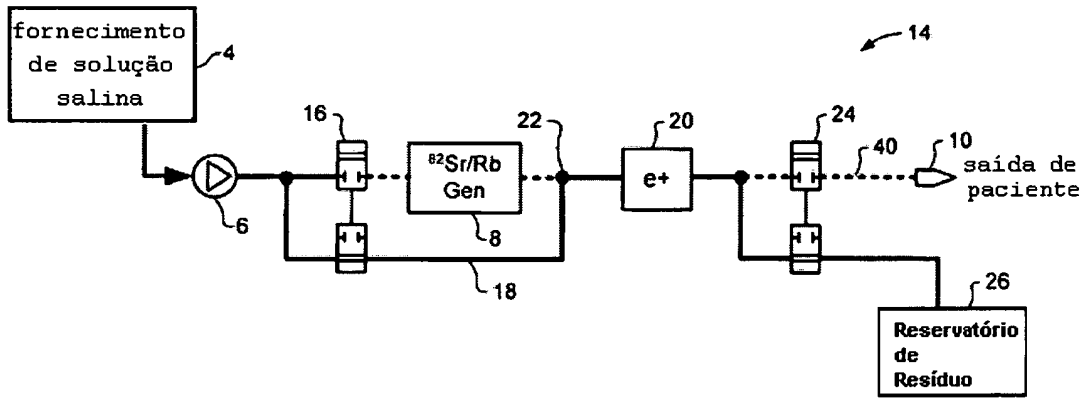 fornecimento
de solução
salina
4
14
16
22
20
24
10
40
⁸²Sr/Rb
Gen
e+
saída de
paciente
6
8
18
26
Reservatório
de
Resíduo